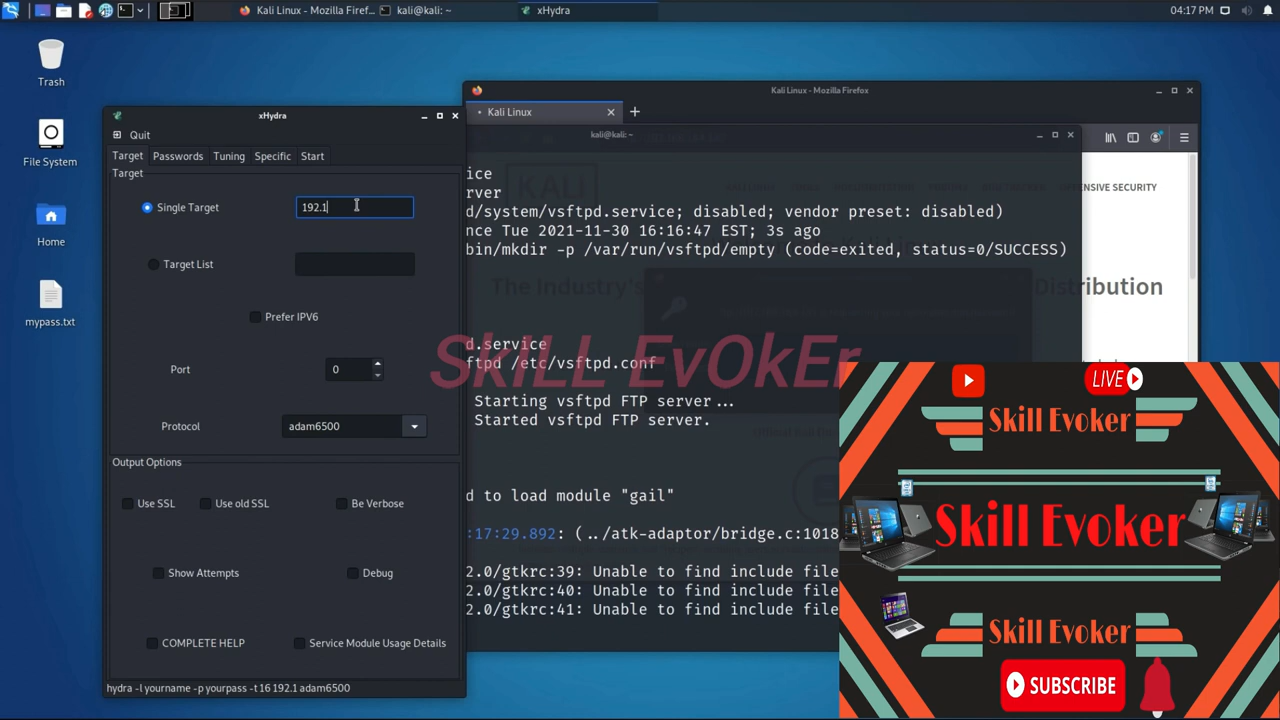 Kali Linux - Mozilla Firef...
kali@kali: ~
xHydra
04:17 PM
Trash
File System
Home
mypass.txt
xHydra
Quit
Target
Passwords
Tuning
Specific
Start
Target
Single Target
192.1
Target List
Prefer IPV6
Port
0
Protocol
adam6500
Output Options
Use SSL
Use old SSL
Be Verbose
Show Attempts
Debug
COMPLETE HELP
Service Module Usage Details
hydra -l yourname -p yourpass -t 16 192.1 adam6500
Kali Linux - Mozilla Firefox
Kali Linux
kali@kali: ~
KALI
OFFENSIVE SECURITY
ice
erver
d/system/vsftpd.service; disabled; vendor preset: disabled)
nce Tue 2021-11-30 16:16:47 EST; 3s ago
bin/mkdir -p /var/run/vsftpd/empty (code=exited, status=0/SUCCESS)
The Industry's
Distribution
d.service
ftpd /etc/vsftpd.conf
SkILL EvOkEr
Starting vsftpd FTP server...
Started vsftpd FTP server.
d to load module "gail"
:17:29.892: (../atk-adaptor/bridge.c:1018
2.0/gtkrc:39: Unable to find include file
2.0/gtkrc:40: Unable to find include file
2.0/gtkrc:41: Unable to find include file
LIVE
Skill Evoker
Skill Evoker
Skill Evoker
SUBSCRIBE